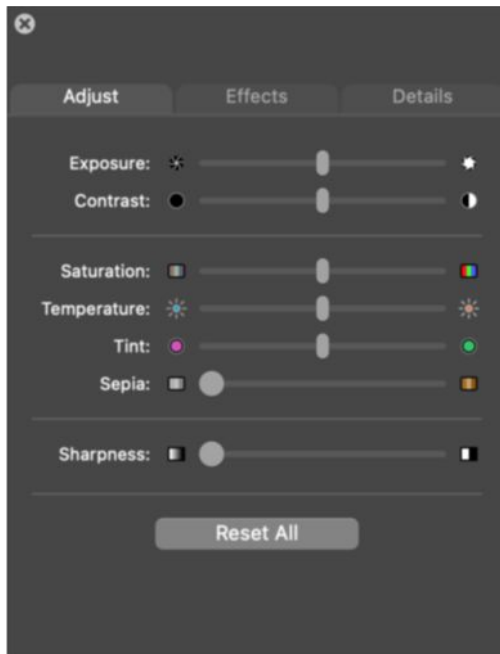 Adjust Effects Details
Exposure:
Contrast:
Saturation:
Temperature:
Tint:
Sepia:
Sharpness:
Reset All